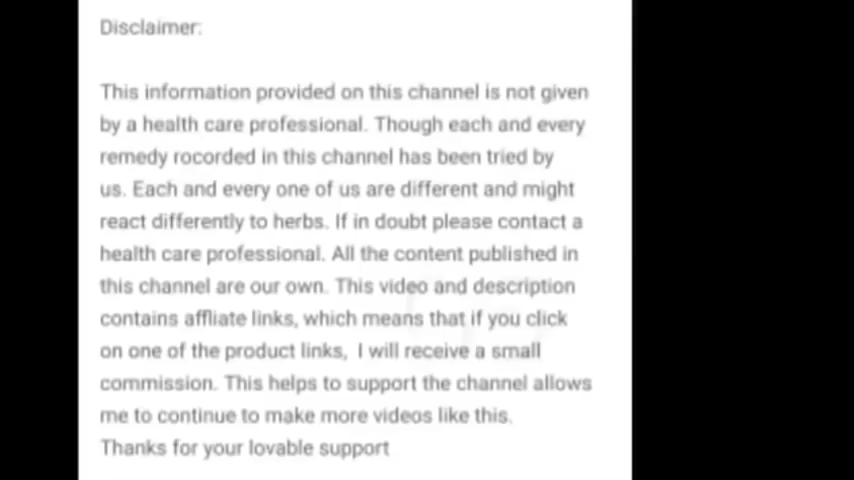 Disclaimer:
This information provided on this channel is not given
by a health care professional. Though each and every
remedy rocorded in this channel has been tried by
us. Each and every one of us are different and might
react differently to herbs. If in doubt please contact a
health care professional. All the content published in
this channel are our own. This video and description
contains affliate links, which means that if you click
on one of the product links, I will receive a small
commission. This helps to support the channel allows
me to continue to make more videos like this.
Thanks for your lovable support